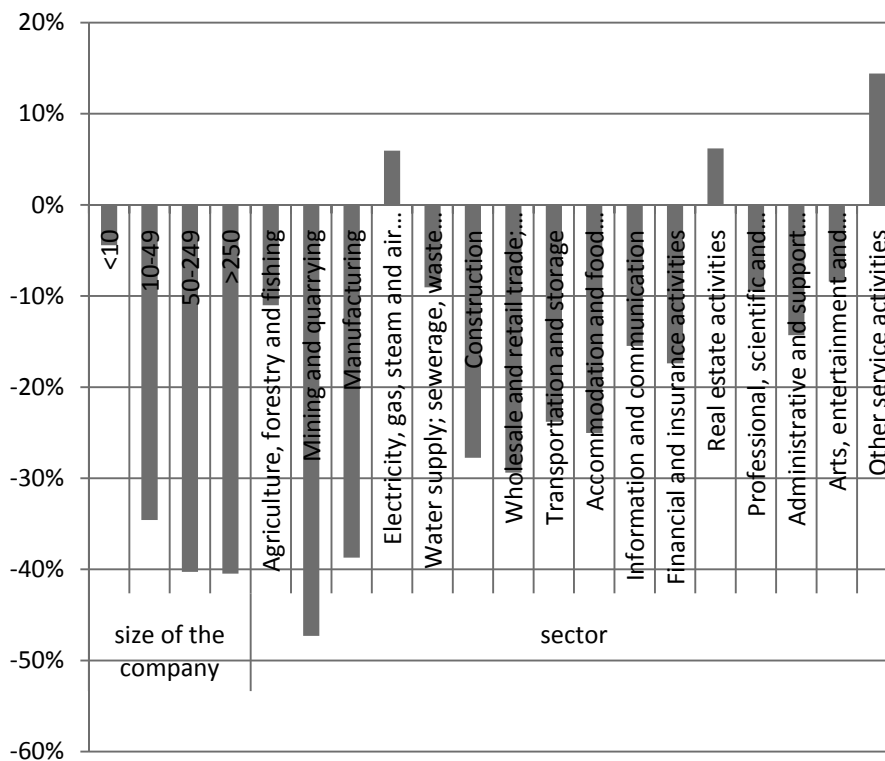 20%
10%
0%
-10%
-20%
-30%
-40%
-50%
-60%
<10
10-49
50-249
>250
Agriculture, forestry and fishing
Mining and quarrying
Manufacturing
Electricity, gas, steam and air...
Water supply; sewerage, waste...
Construction
Wholesale and retail trade;...
Transportation and storage
Accommodation and food...
Information and communication
Financial and insurance activities
Real estate activities
Professional, scientific and...
Administrative and support...
Arts, entertainment and...
Other service activities
size of the
company
sector